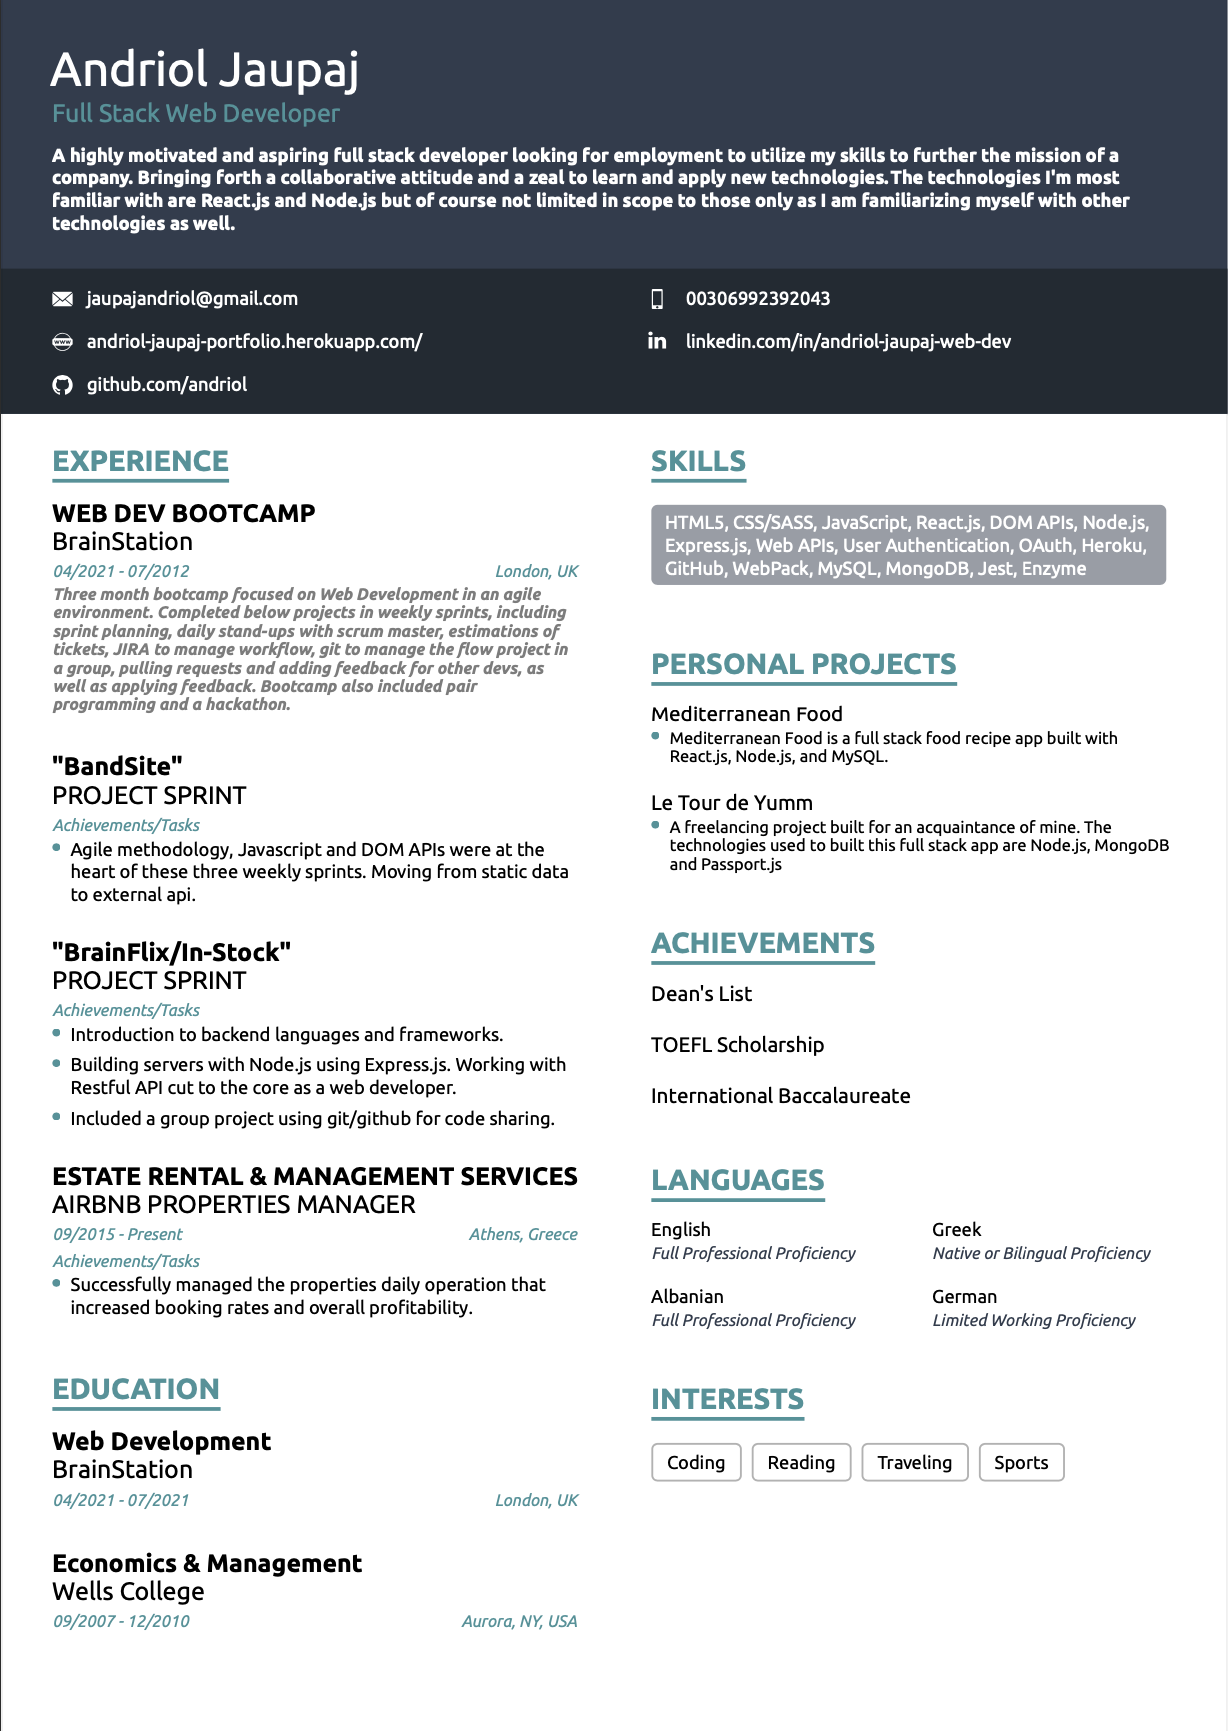 Andriol Jaupaj
Full Stack Web Developer
A highly motivated and aspiring full stack developer looking for employment to utilize my skills to further the mission of a
company. Bringing forth a collaborative attitude and a zeal to learn and apply new technologies.The technologies I'm most
familiar with are React.js and Node.js but of course not limited in scope to those only as I am familiarizing myself with other
technologies as well.
jaupajandriol@gmail.com
00306992392043
andriol-jaupaj-portfolio.herokuapp.com/
linkedin.com/in/andriol-jaupaj-web-dev
github.com/andriol
EXPERIENCE
WEB DEV BOOTCAMP
BrainStation
04/2021 - 07/2012
London, UK
Three month bootcamp focused on Web Development in an agile
environment. Completed below projects in weekly sprints, including
sprint planning, daily stand-ups with scrum master, estimations of
tickets, JIRA to manage workflow, git to manage the flow project in
a group, pulling requests and adding feedback for other devs, as
well as applying feedback. Bootcamp also included pair
programming and a hackathon.
"BandSite"
PROJECT SPRINT
Achievements/Tasks
Agile methodology, Javascript and DOM APIs were at the
heart of these three weekly sprints. Moving from static data
to external api.
"BrainFlix/In-Stock"
PROJECT SPRINT
Achievements/Tasks
Introduction to backend languages and frameworks.
Building servers with Node.js using Express.js. Working with
Restful API cut to the core as a web developer.
Included a group project using git/github for code sharing.
ESTATE RENTAL & MANAGEMENT SERVICES
AIRBNB PROPERTIES MANAGER
09/2015 - Present
Athens, Greece
Achievements/Tasks
Successfully managed the properties daily operation that
increased booking rates and overall profitability.
EDUCATION
Web Development
BrainStation
04/2021 - 07/2021
London, UK
Economics & Management
Wells College
09/2007 - 12/2010
Aurora, NY, USA
SKILLS
HTML5, CSS/SASS, JavaScript, React.js, DOM APIs, Node.js,
Express.js, Web APIs, User Authentication, OAuth, Heroku,
GitHub, WebPack, MySQL, MongoDB, Jest, Enzyme
PERSONAL PROJECTS
Mediterranean Food
Mediterranean Food is a full stack food recipe app built with
React.js, Node.js, and MySQL.
Le Tour de Yumm
A freelancing project built for an acquaintance of mine. The
technologies used to built this full stack app are Node.js, MongoDB
and Passport.js
ACHIEVEMENTS
Dean's List
TOEFL Scholarship
International Baccalaureate
LANGUAGES
English
Full Professional Proficiency
Greek
Native or Bilingual Proficiency
Albanian
Full Professional Proficiency
German
Limited Working Proficiency
INTERESTS
Coding
Reading
Traveling
Sports